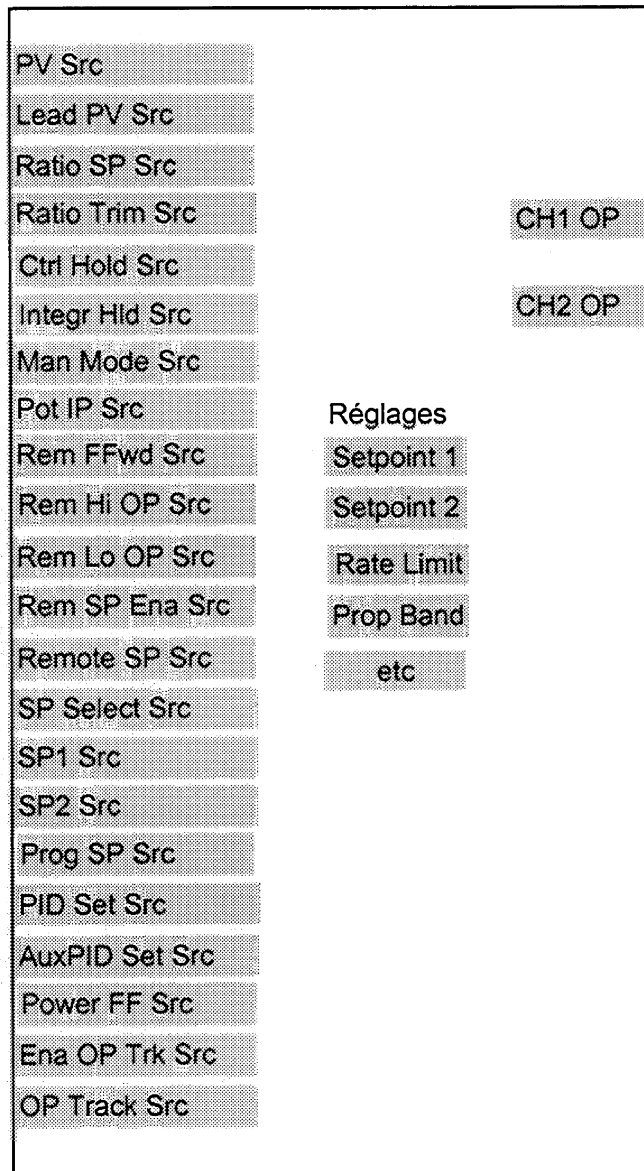 PV Src
Lead PV Src
Ratio SP Src
Ratio Trim Src
Ctrl Hold Src
Integr Hld Src
Man Mode Src
Pot IP Src
Rem FFwd Src
Rem Hi OP Src
Rem Lo OP Src
Rem SP Ena Src
Remote SP Src
SP Select Src
SP1 Src
SP2 Src
Prog SP Src
PID Set Src
AuxPID Set Src
Power FF Src
Ena OP Trk Src
OP Track Src
Réglages
Setpoint 1
Setpoint 2
Rate Limit
Prop Band
etc
CH1 OP
CH2 OP